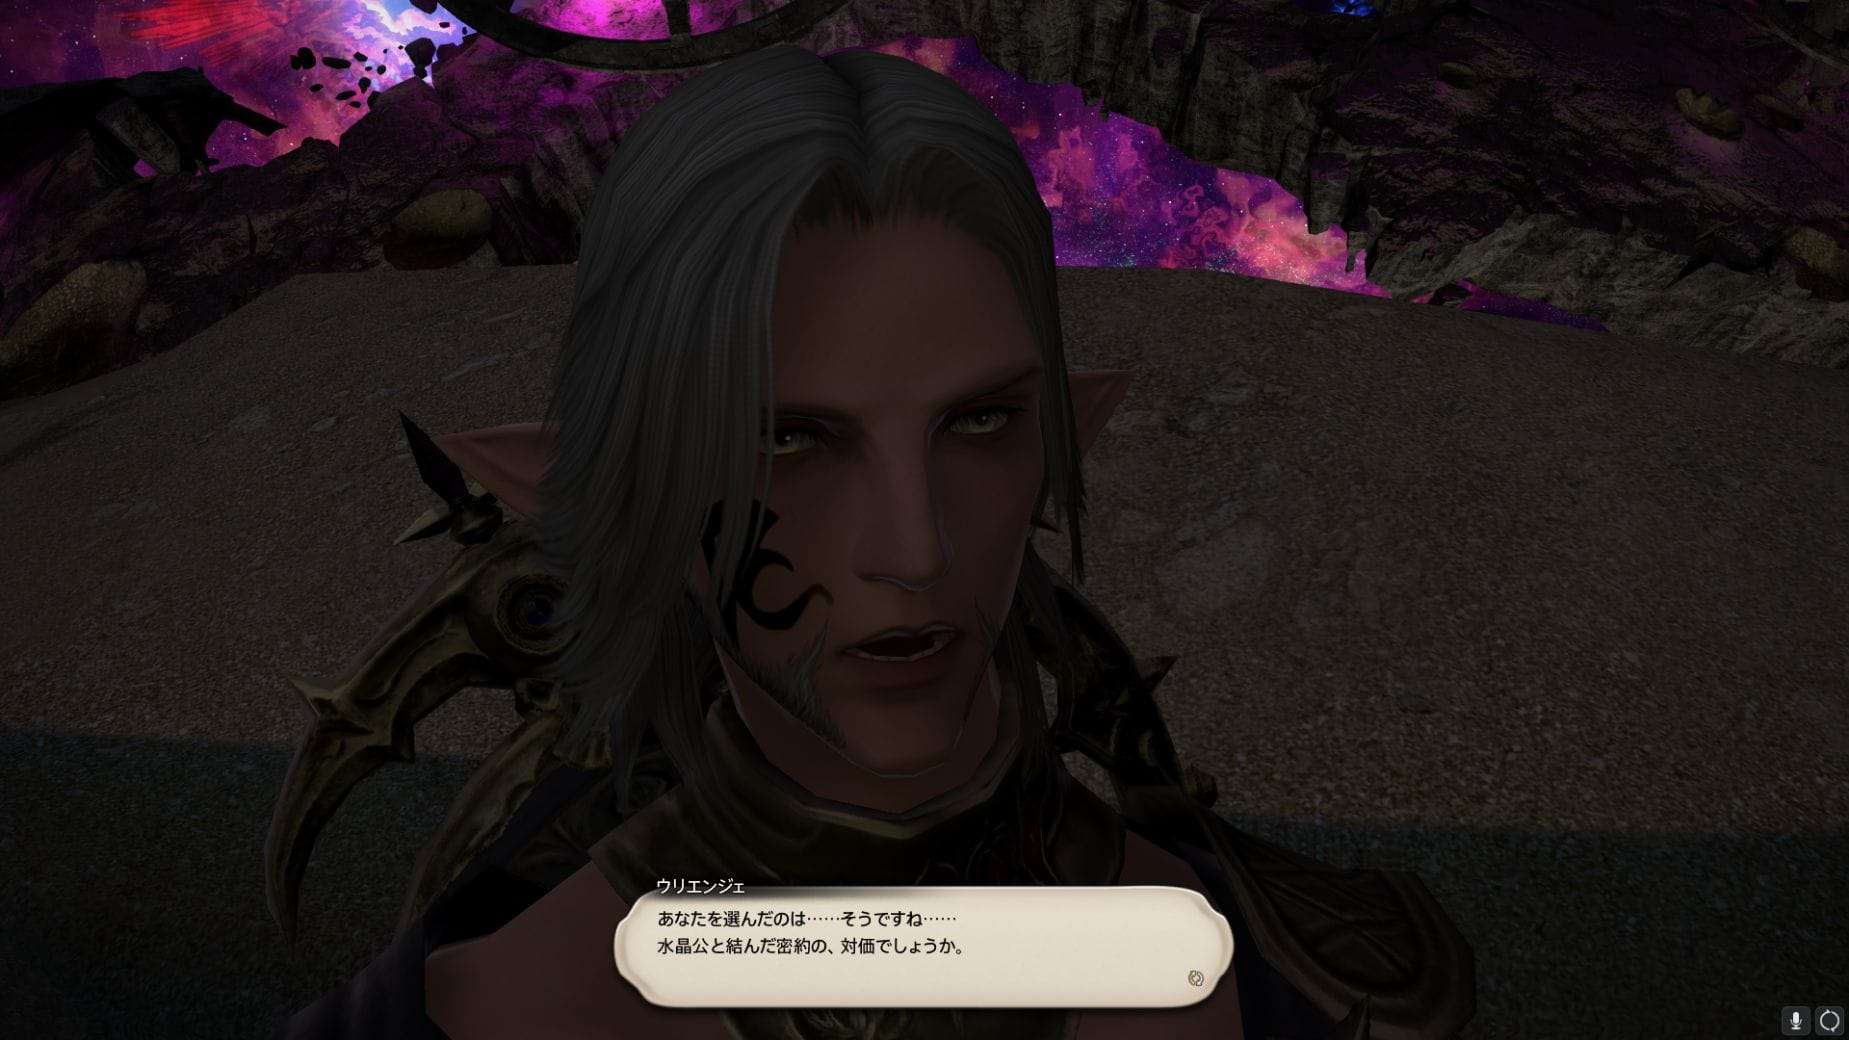 ウリエンジェ
あなたを選んだのは……そうですね……
水晶公と結んだ密約の、対価でしょうか。